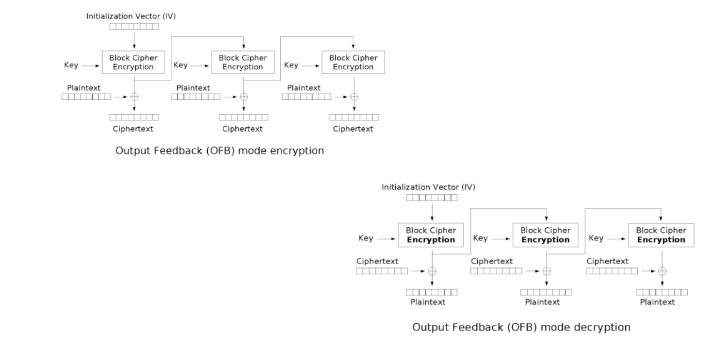 Initialization Vector (IV)
Key
Block Cipher
Encryption
Key
Block Cipher
Encryption
Key
Block Cipher
Encryption
Plaintext
Plaintext
Plaintext
Ciphertext
Ciphertext
Ciphertext
Output Feedback (OFB) mode encryption
Initialization Vector (IV)
Key
Block Cipher
Encryption
Key
Block Cipher
Encryption
Key
Block Cipher
Encryption
Ciphertext
Ciphertext
Ciphertext
Plaintext
Plaintext
Plaintext
Output Feedback (OFB) mode decryption